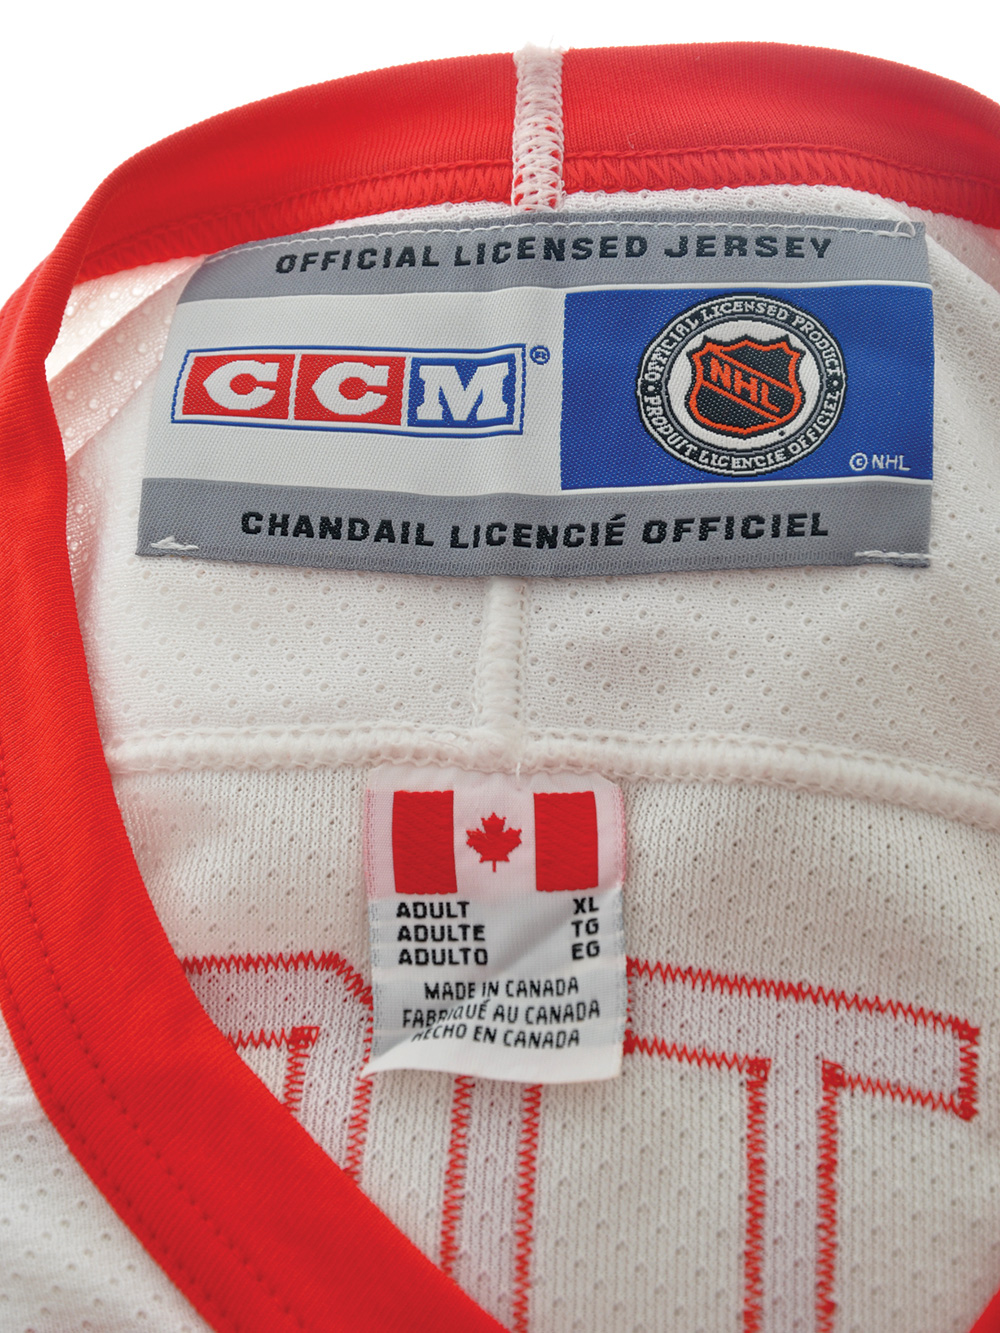 OFFICIAL LICENSED JERSEY
CCM ®
OFFICIAL LICENSED PRODUCT
NHL
PRODUIT LICENCIE OFFICIEL
© NHL
CHANDAIL LICENCIÉ OFFICIEL
ADULT XL
ADULTE TG
ADULTO EG
MADE IN CANADA
FABRIQUÉ AU CANADA
HECHO EN CANADA